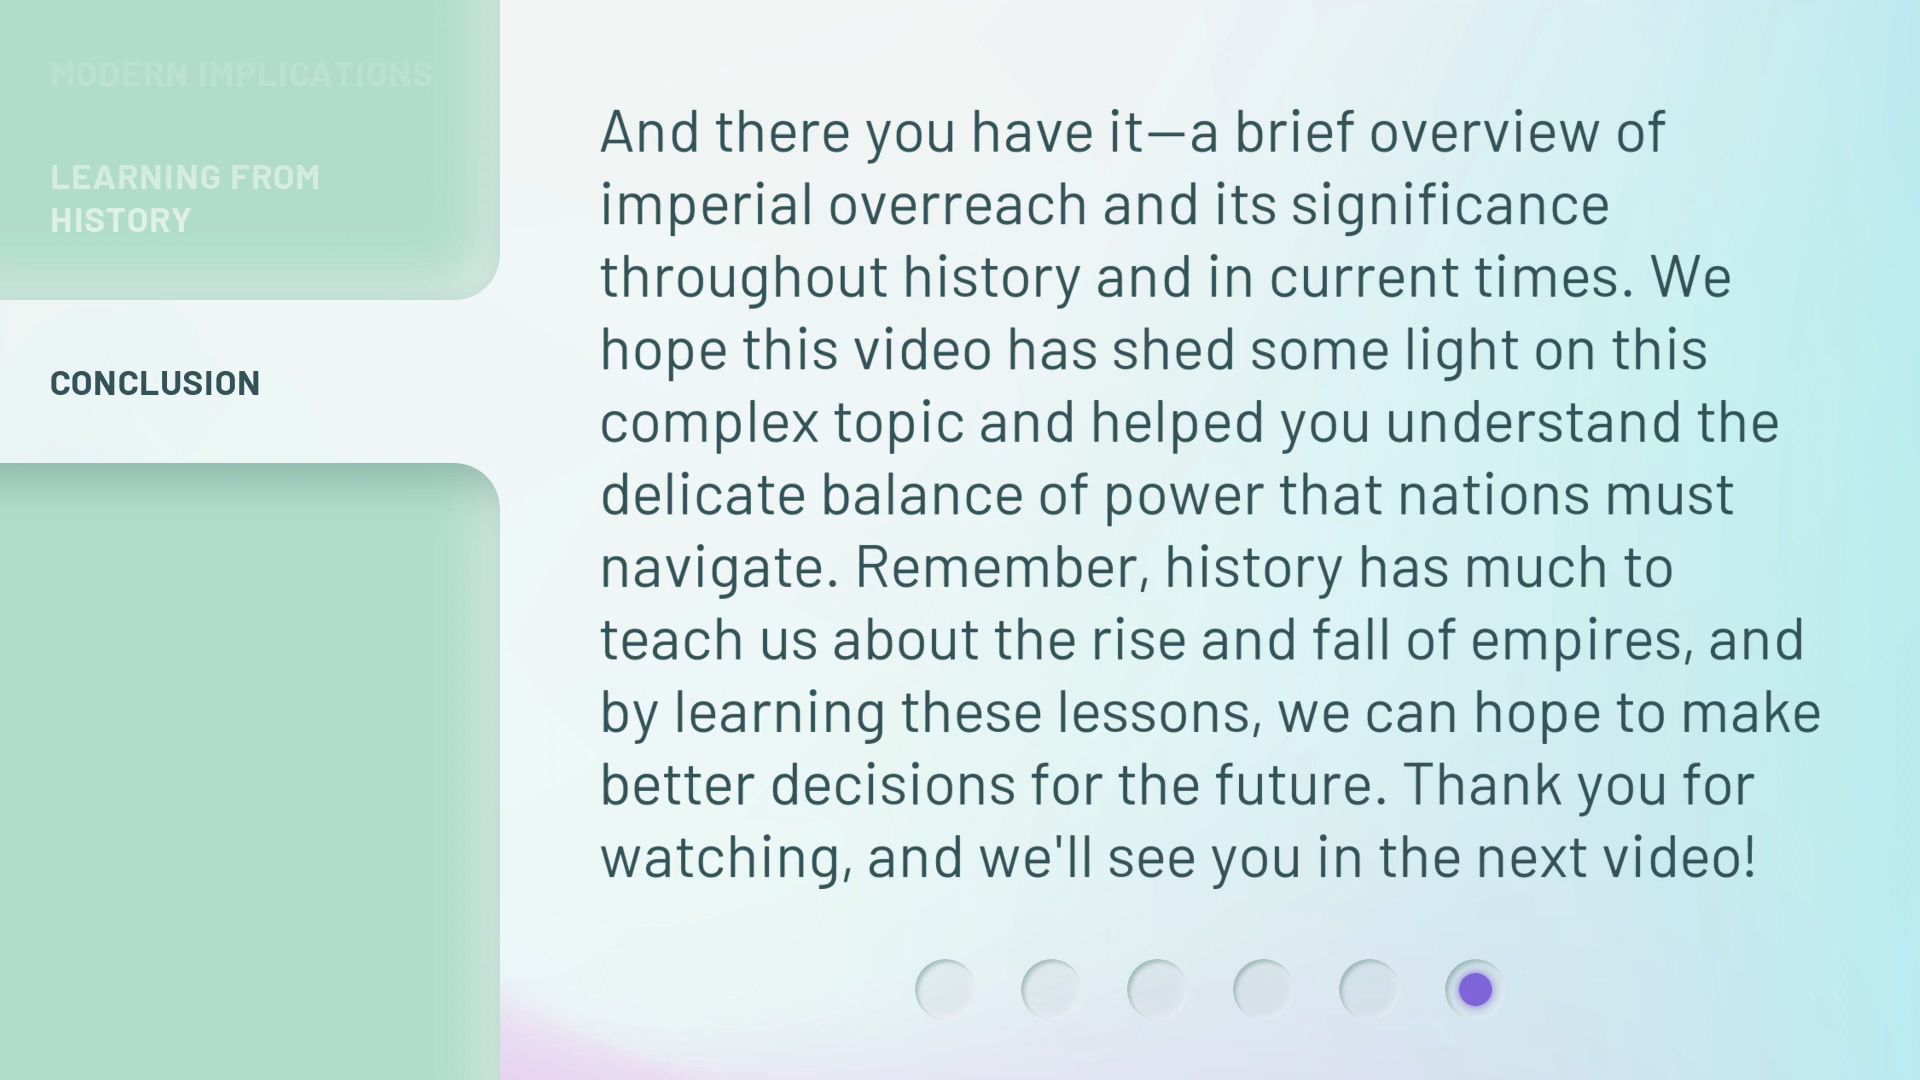 MODERN IMPLICATIONS
LEARNING FROM
HISTORY
CONCLUSION
And there you have it—a brief overview of
imperial overreach and its significance
throughout history and in current times. We
hope this video has shed some light on this
complex topic and helped you understand the
delicate balance of power that nations must
navigate. Remember, history has much to
teach us about the rise and fall of empires, and
by learning these lessons, we can hope to make
better decisions for the future. Thank you for
watching, and we'll see you in the next video!